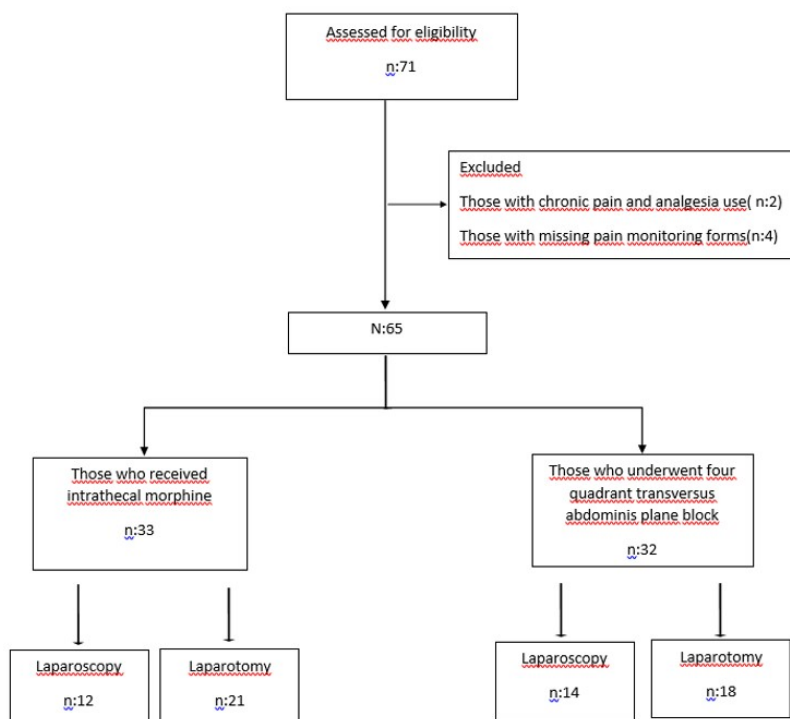 Assessed for eligibility
n:71
Excluded
Those with chronic pain and analgesia use( n:2)
Those with missing pain monitoring forms(n:4)
N:65
Those who received
intrathecal morphine
n:33
Those who underwent four
quadrant transversus
abdominis plane block
n:32
Laparoscopy
n:12
Laparotomy
n:21
Laparoscopy
n:14
Laparotomy
n:18